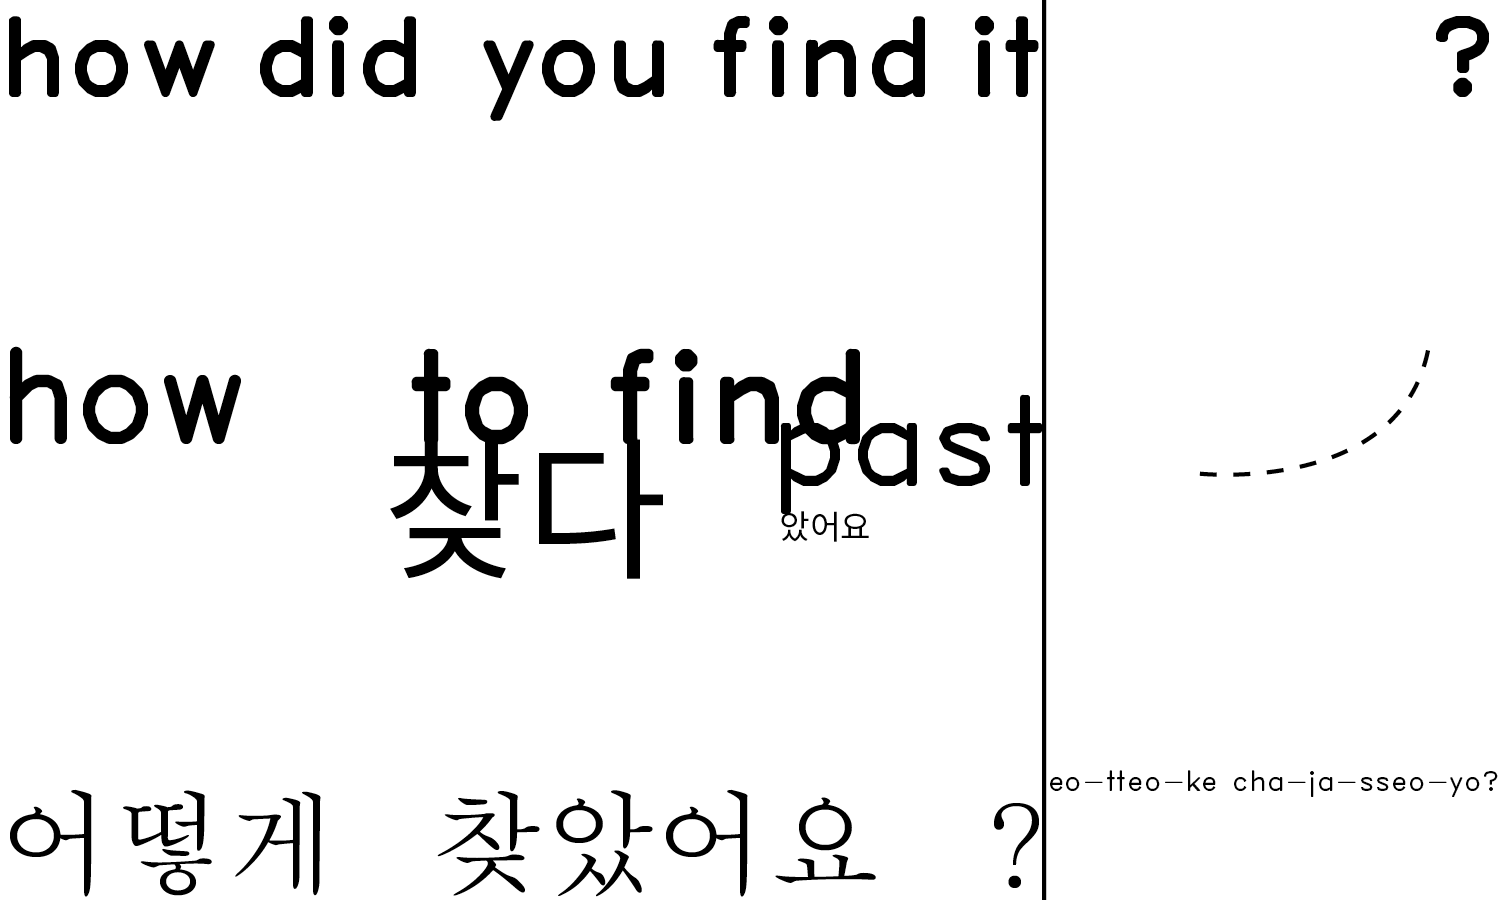 how did you find it ?
how to find past
찾다 았어요
eo-tteo-ke cha-ja-sseo-yo?
어떻게 찾았어요 ?